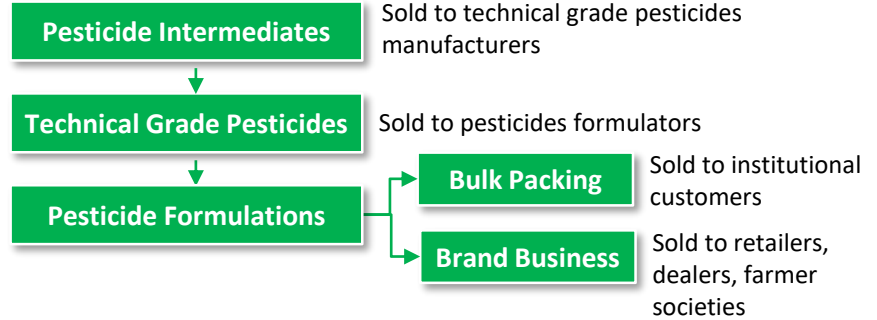 Pesticide Intermediates
Sold to technical grade pesticides
manufacturers
Technical Grade Pesticides
Sold to pesticides formulators
Pesticide Formulations
Bulk Packing
Sold to institutional
customers
Brand Business
Sold to retailers,
dealers, farmer
societies